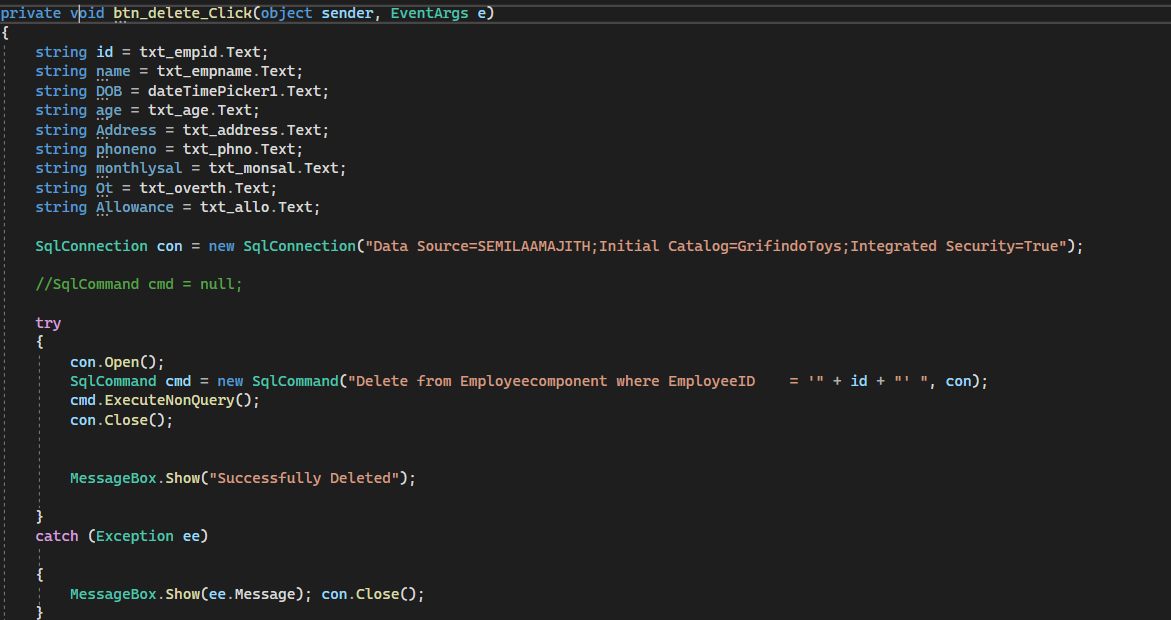 private void btn_delete_Click(object sender, EventArgs e)
{
string id = txt_empid.Text;
string name = txt_empname.Text;
string DOB = dateTimePicker1.Text;
string age = txt_age.Text;
string Address = txt_address.Text;
string phoneno = txt_phno.Text;
string monthlysal = txt_monsal.Text;
string Ot = txt_overth.Text;
string Allowance = txt_allo.Text;
SqlConnection con = new SqlConnection("Data Source=SEMILAAMAJITH;Initial Catalog=GrifindoToys;Integrated Security=True");
//SqlCommand cmd = null;
try
{
con.Open();
SqlCommand cmd = new SqlCommand("Delete from Employeecomponent where EmployeeID    = '" + id + "' ", con);
cmd.ExecuteNonQuery();
con.Close();
MessageBox.Show("Successfully Deleted");
}
catch (Exception ee)
{
MessageBox.Show(ee.Message); con.Close();
}